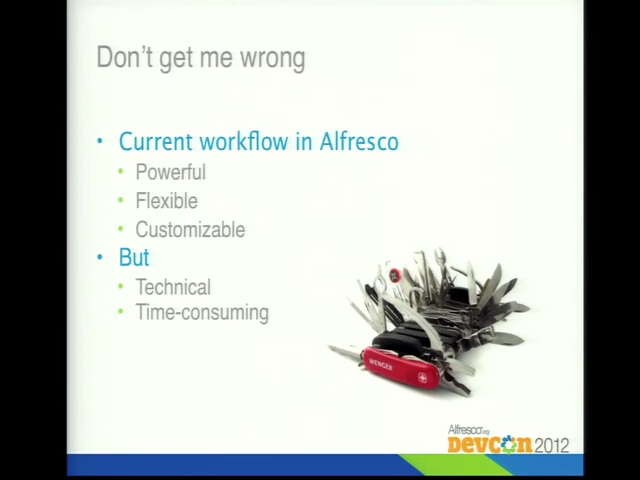 Don't get me wrong
• Current workflow in Alfresco
• Powerful
• Flexible
• Customizable
• But
• Technical
• Time-consuming
WENGER
Alfresco.org
DEVCON 2012